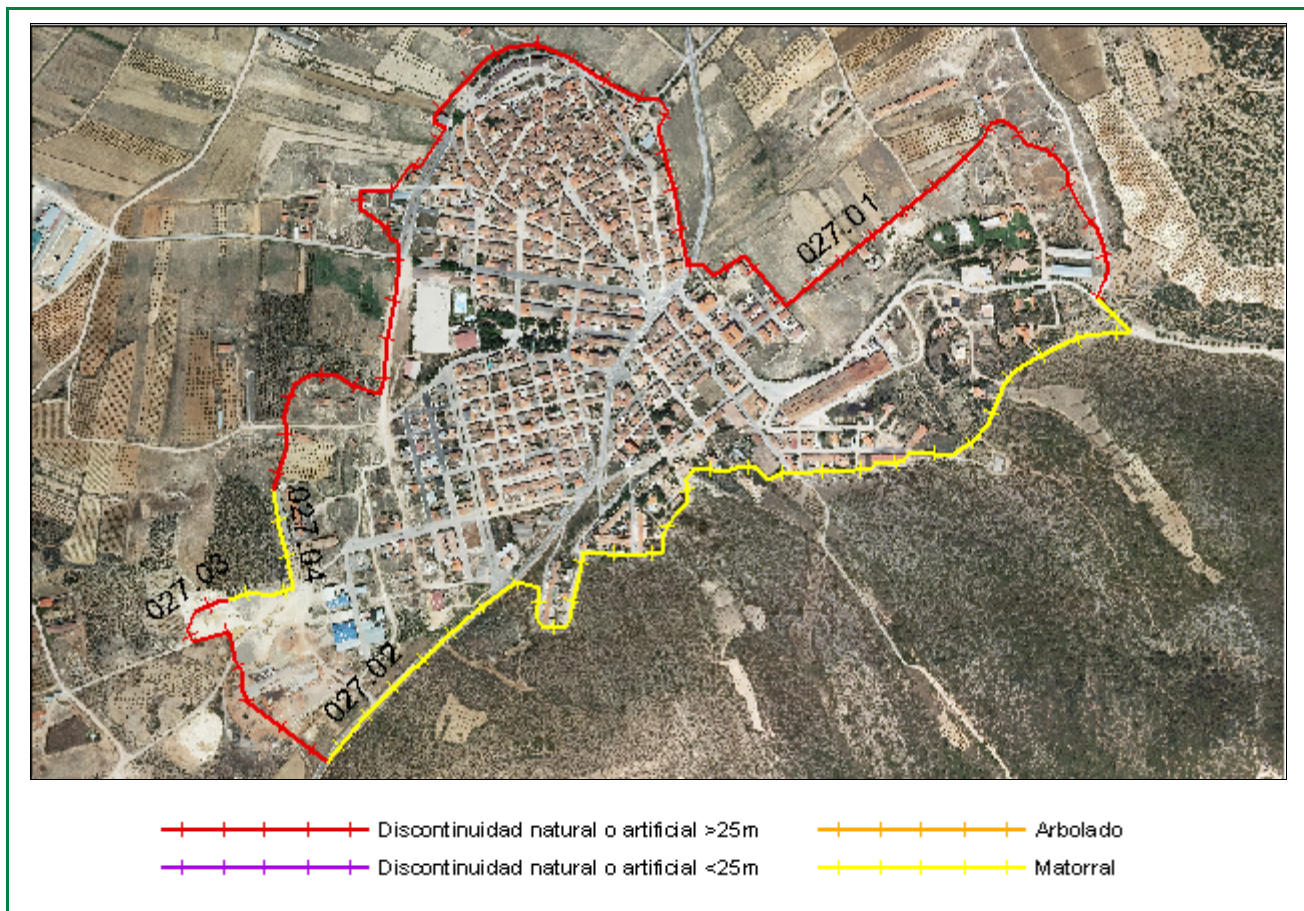 027.01
027.04
027.03
027.02
Discontinuidad natural o artificial >25m
Arbolado
Discontinuidad natural o artificial <25m
Matorral